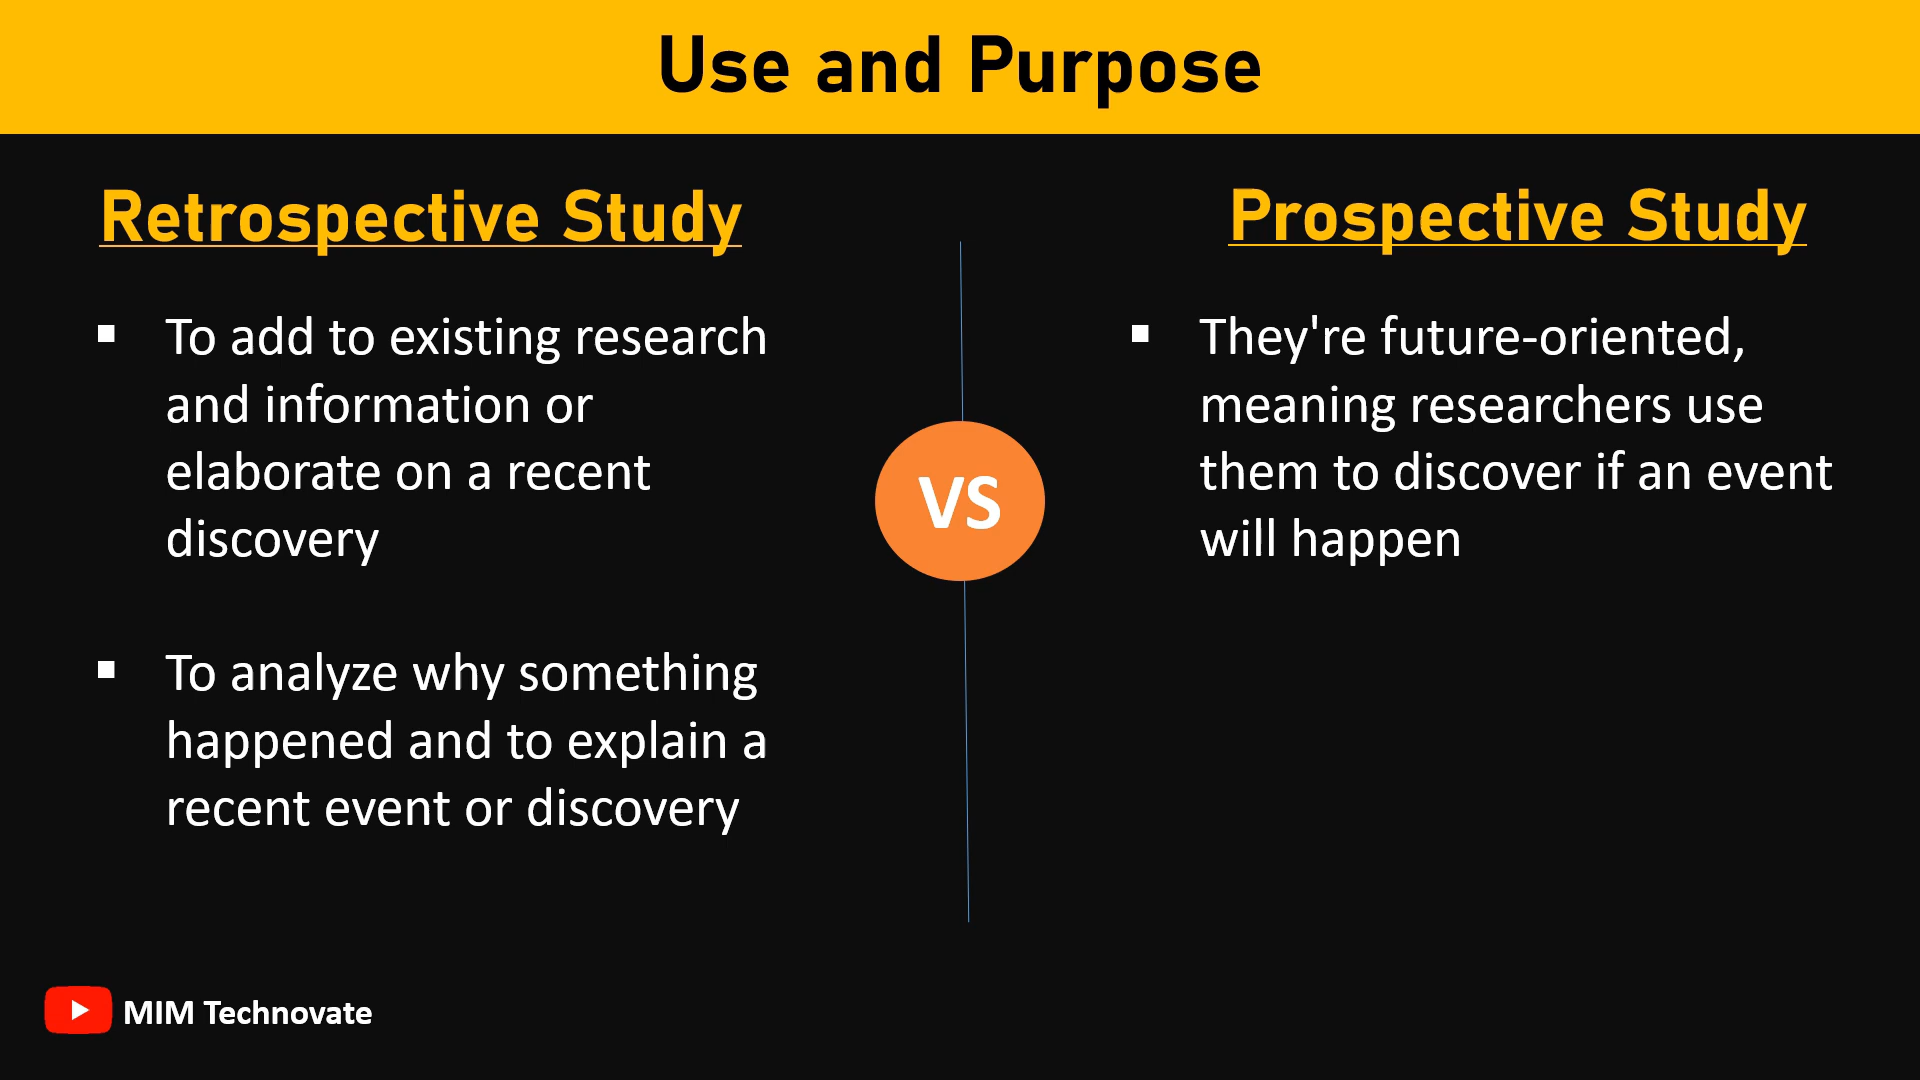 Use and Purpose
Retrospective Study
▪ To add to existing research
and information or
elaborate on a recent
discovery
▪ To analyze why something
happened and to explain a
recent event or discovery
VS
Prospective Study
▪ They're future-oriented,
meaning researchers use
them to discover if an event
will happen
MIM Technovate